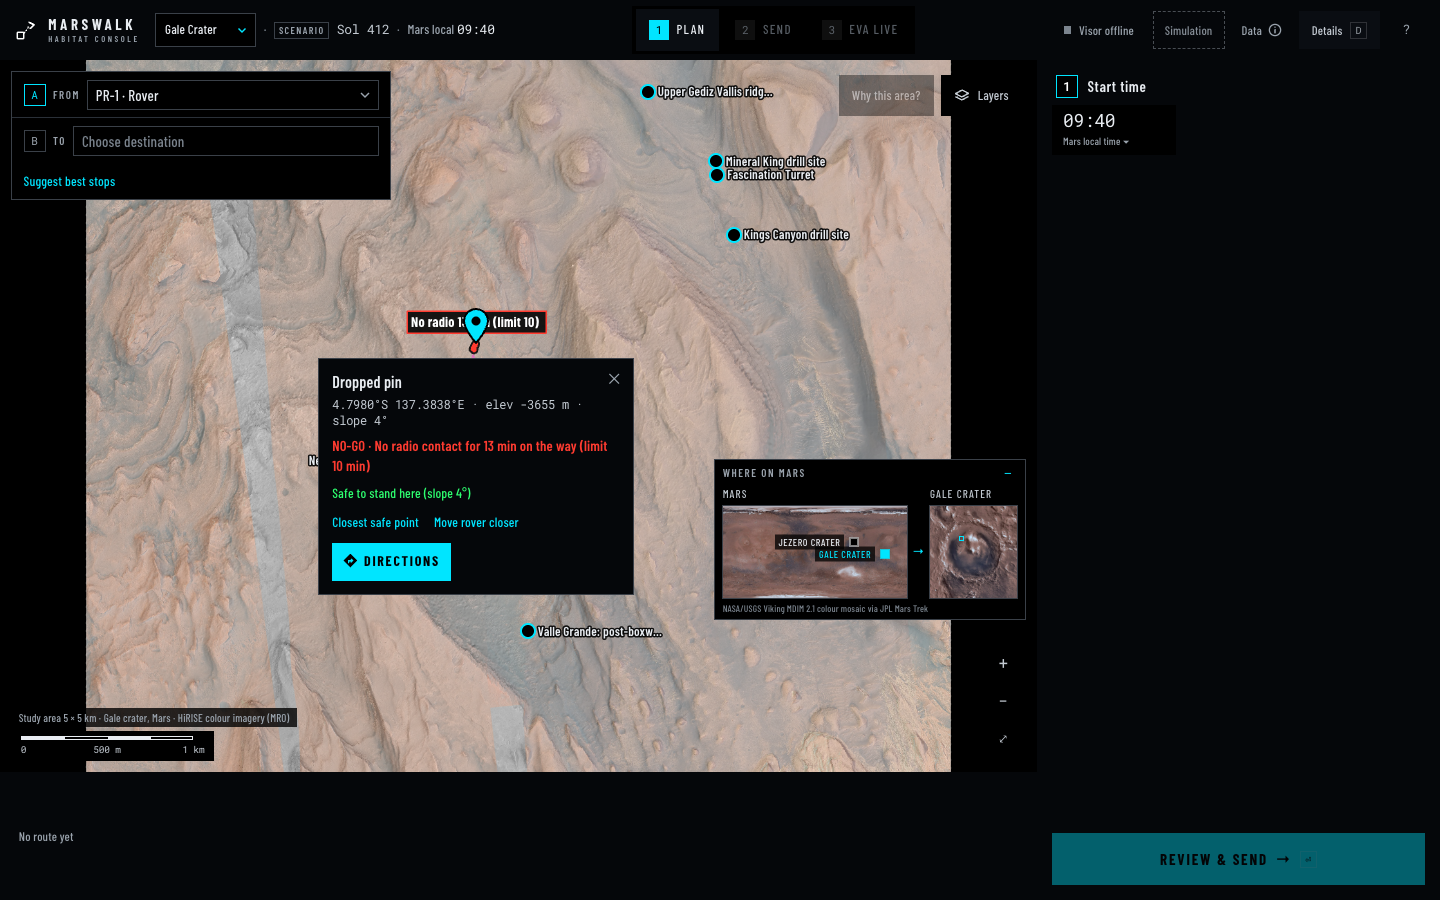 MARSWALK
HABITAT CONSOLE
Gale Crater
· SCENARIO Sol 412 · Mars local 09:40
1 PLAN
2 SEND
3 EVA LIVE
Visor offline
Simulation
Data
Details D
?
A FROM PR-1 · Rover
B TO Choose destination
Suggest best stops
Upper Gediz Vallis ridg...
Why this area?
Layers
Mineral King drill site
Fascination Turret
Kings Canyon drill site
(limit 10)
No radio
Dropped pin
4.7980°S 137.3838°E · elev -3655 m ·
slope 4°
NO-GO · No radio contact for 13 min on the way (limit
10 min)
Safe to stand here (slope 4°)
Closest safe point Move rover closer
DIRECTIONS
WHERE ON MARS
MARS
GALE CRATER
JEZERO CRATER
GALE CRATER
→
NASA/USGS Viking MDIM 2.1 colour mosaic via JPL Mars Trek
Valle Grande: post-boxw...
+
−
Study area 5 × 5 km · Gale crater, Mars · HiRISE colour imagery (MRO)
0 500 m 1 km
No route yet
1 Start time
09:40
Mars local time
REVIEW & SEND →